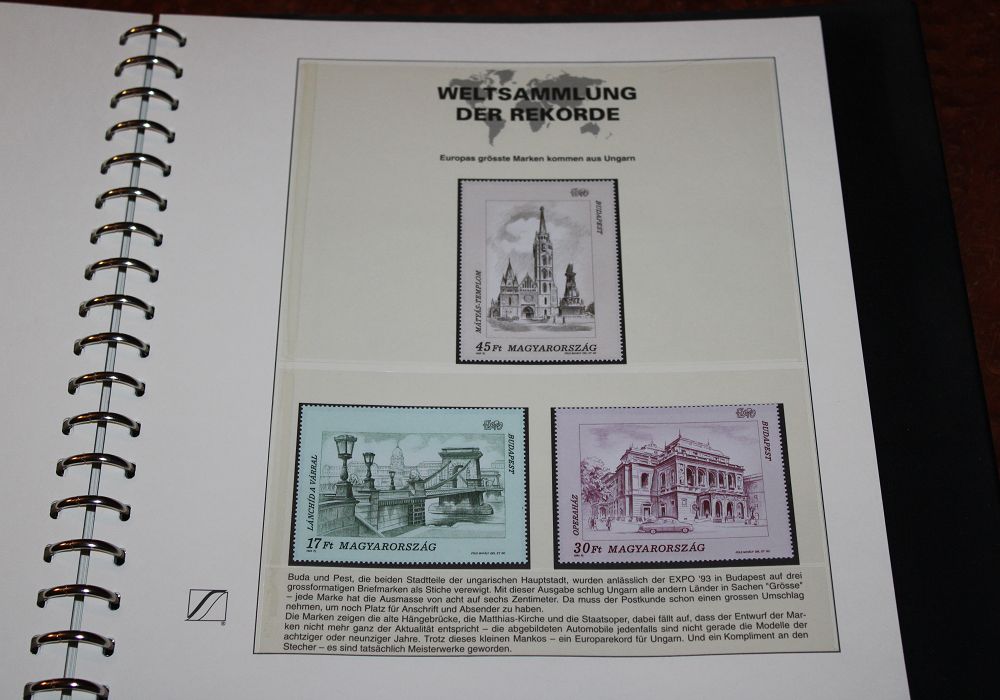 WELTSAMMLUNG
DER REKORDE
Europas grösste Marken kommen aus Ungarn
BUDAPEST
MÁTYÁS-TEMPLOM
45Ft MAGYARORSZÁG
BUDAPEST
LÁNCHÍD A VÁRRAL
17Ft MAGYARORSZÁG
BUDAPEST
OPERAHÁZ
30Ft MAGYARORSZÁG
Buda und Pest, die beiden Stadtteile der ungarischen Hauptstadt, wurden anlässlich der EXPO '93 in Budapest auf drei
grossformatigen Briefmarken als Stiche verewigt. Mit dieser Ausgabe schlug Ungarn alle andern Länder in Sachen "Grösse"
– jede Marke hat die Ausmasse von acht auf sechs Zentimeter. Da muss der Postkunde schon einen grossen Umschlag
nehmen, um noch Platz für Anschrift und Absender zu haben.
Die Marken zeigen die alte Hängebrücke, die Matthias-Kirche und die Staatsoper, dabei fällt auf, dass der Entwurf der Mar-
ken nicht mehr ganz der Aktualität entspricht – die abgebildeten Automobile jedenfalls sind nicht gerade die Modelle der
achtziger oder neunziger Jahre. Trotz dieses kleinen Mankos – ein Europarekord für Ungarn. Und ein Kompliment an den
Stecher – es sind tatsächlich Meisterwerke geworden.